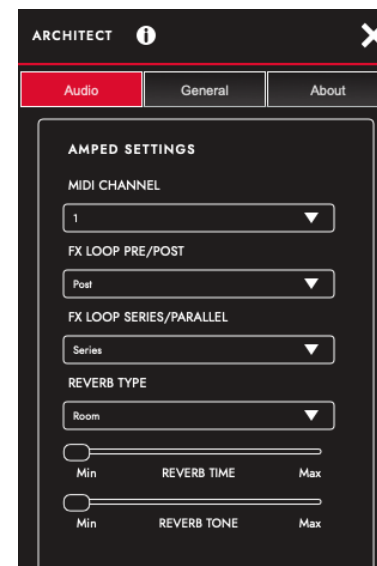 ARCHITECT i X
Audio General About
AMPED SETTINGS
MIDI CHANNEL
1
FX LOOP PRE/POST
Post
FX LOOP SERIES/PARALLEL
Series
REVERB TYPE
Room
Min REVERB TIME Max
Min REVERB TONE Max